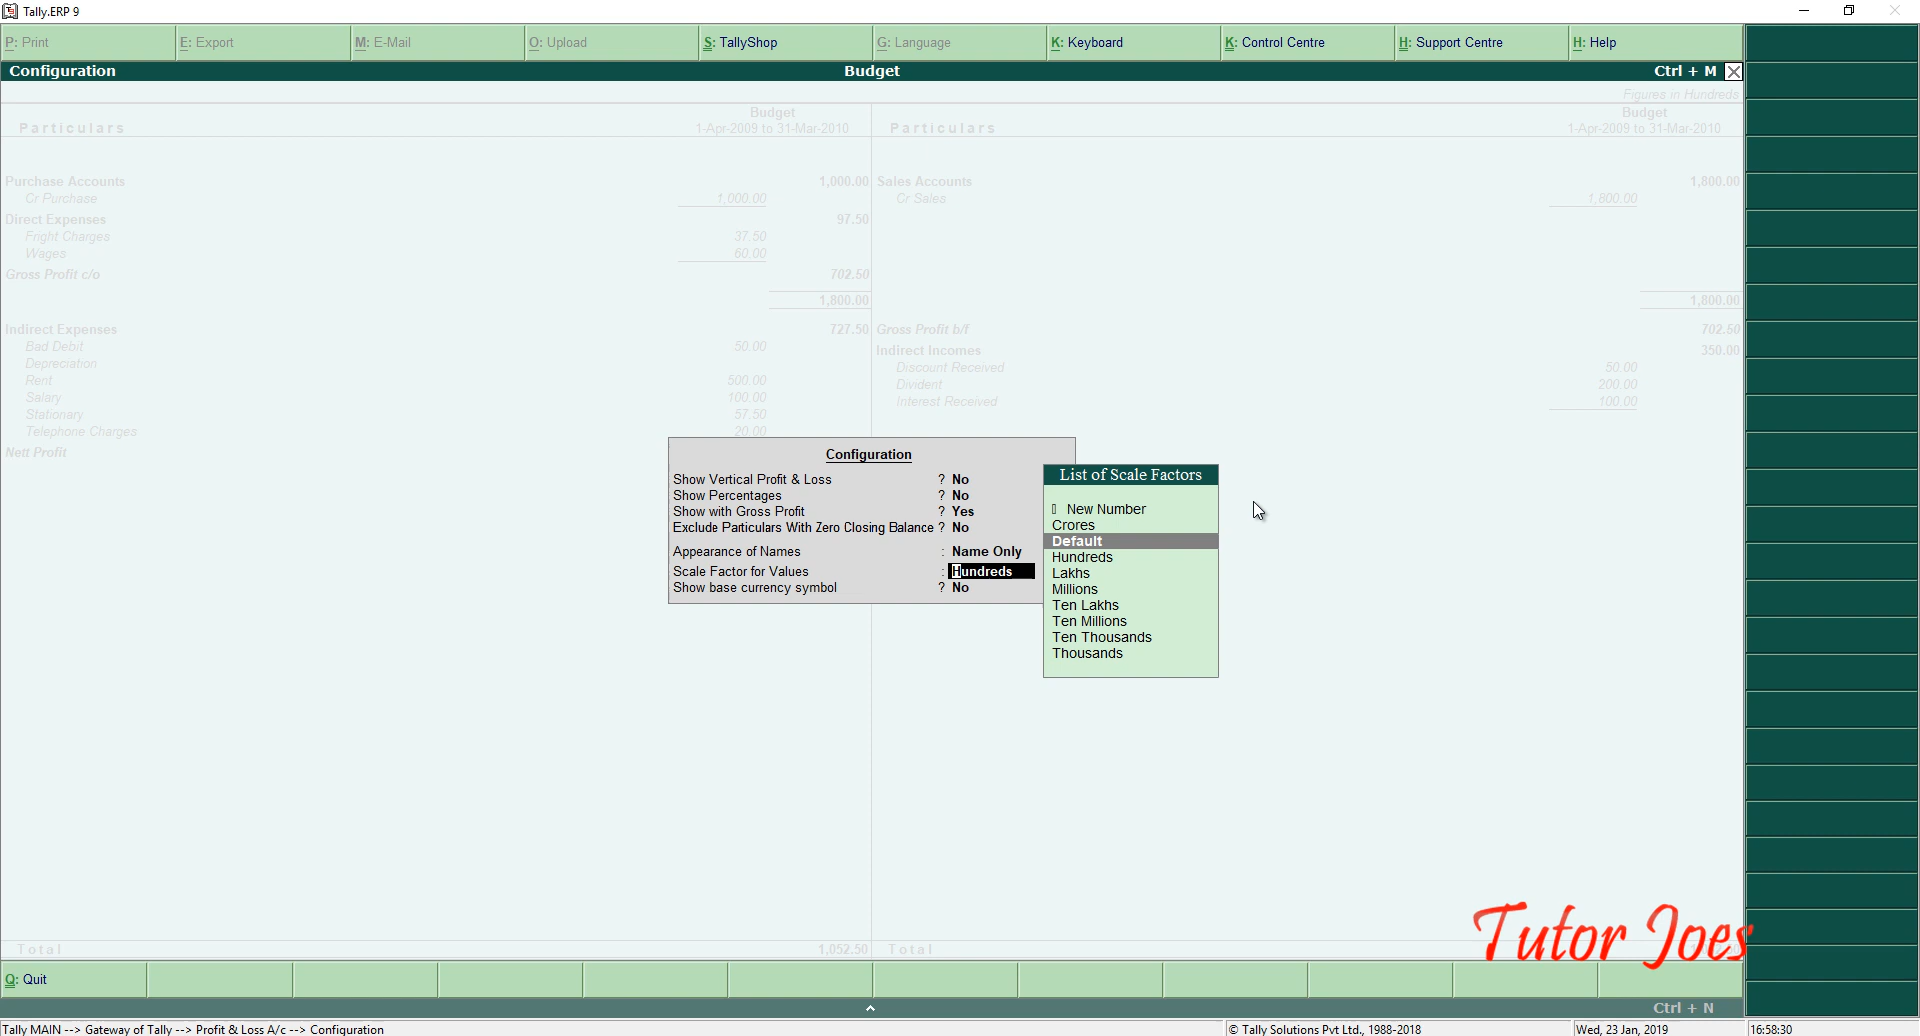 Tally.ERP 9
P: Print E: Export M: E-Mail O: Upload S: TallyShop G: Language K: Keyboard K: Control Centre H: Support Centre H: Help
Configuration Budget Ctrl + M
Figures in Hundreds
Budget Budget
Particulars 1-Apr-2009 to 31-Mar-2010 Particulars 1-Apr-2009 to 31-Mar-2010
Purchase Accounts 1,000.00 Sales Accounts 1,800.00
Cr Purchase 1,000.00 Cr Sales 1,800.00
Direct Expenses 97.50
Fright Charges 37.50
Wages 60.00
Gross Profit c/o 702.50
1,800.00 1,800.00
Indirect Expenses 727.50 Gross Profit b/f 702.50
Bad Debit 50.00 Indirect Incomes 350.00
Depreciation Discount Received 50.00
Rent 500.00 Divident 200.00
Salary 100.00 Interest Received 100.00
Stationary 57.50
Telephone Charges 20.00
Nett Profit
Configuration
Show Vertical Profit & Loss ? No
Show Percentages ? No
Show with Gross Profit ? Yes
Exclude Particulars With Zero Closing Balance ? No
Appearance of Names : Name Only
Scale Factor for Values : Hundreds
Show base currency symbol ? No
List of Scale Factors
New Number
Crores
Default
Hundreds
Lakhs
Millions
Ten Lakhs
Ten Millions
Ten Thousands
Thousands
Total 1,052.50 Total
Tutor Joes
Q: Quit
Ctrl + N
Tally MAIN --> Gateway of Tally --> Profit & Loss A/c --> Configuration © Tally Solutions Pvt Ltd., 1988-2018 Wed, 23 Jan, 2019 16:58:30